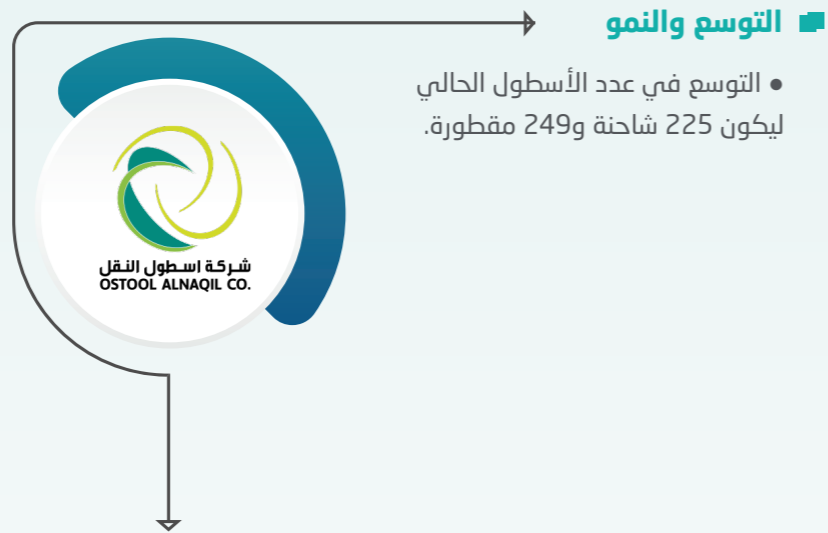 التوسع والنمو
● التوسع في عدد الأسطول الحالي
ليكون 225 شاحنة و249 مقطورة.
شركة اسطول النقل
OSTOOL ALNAQIL CO.